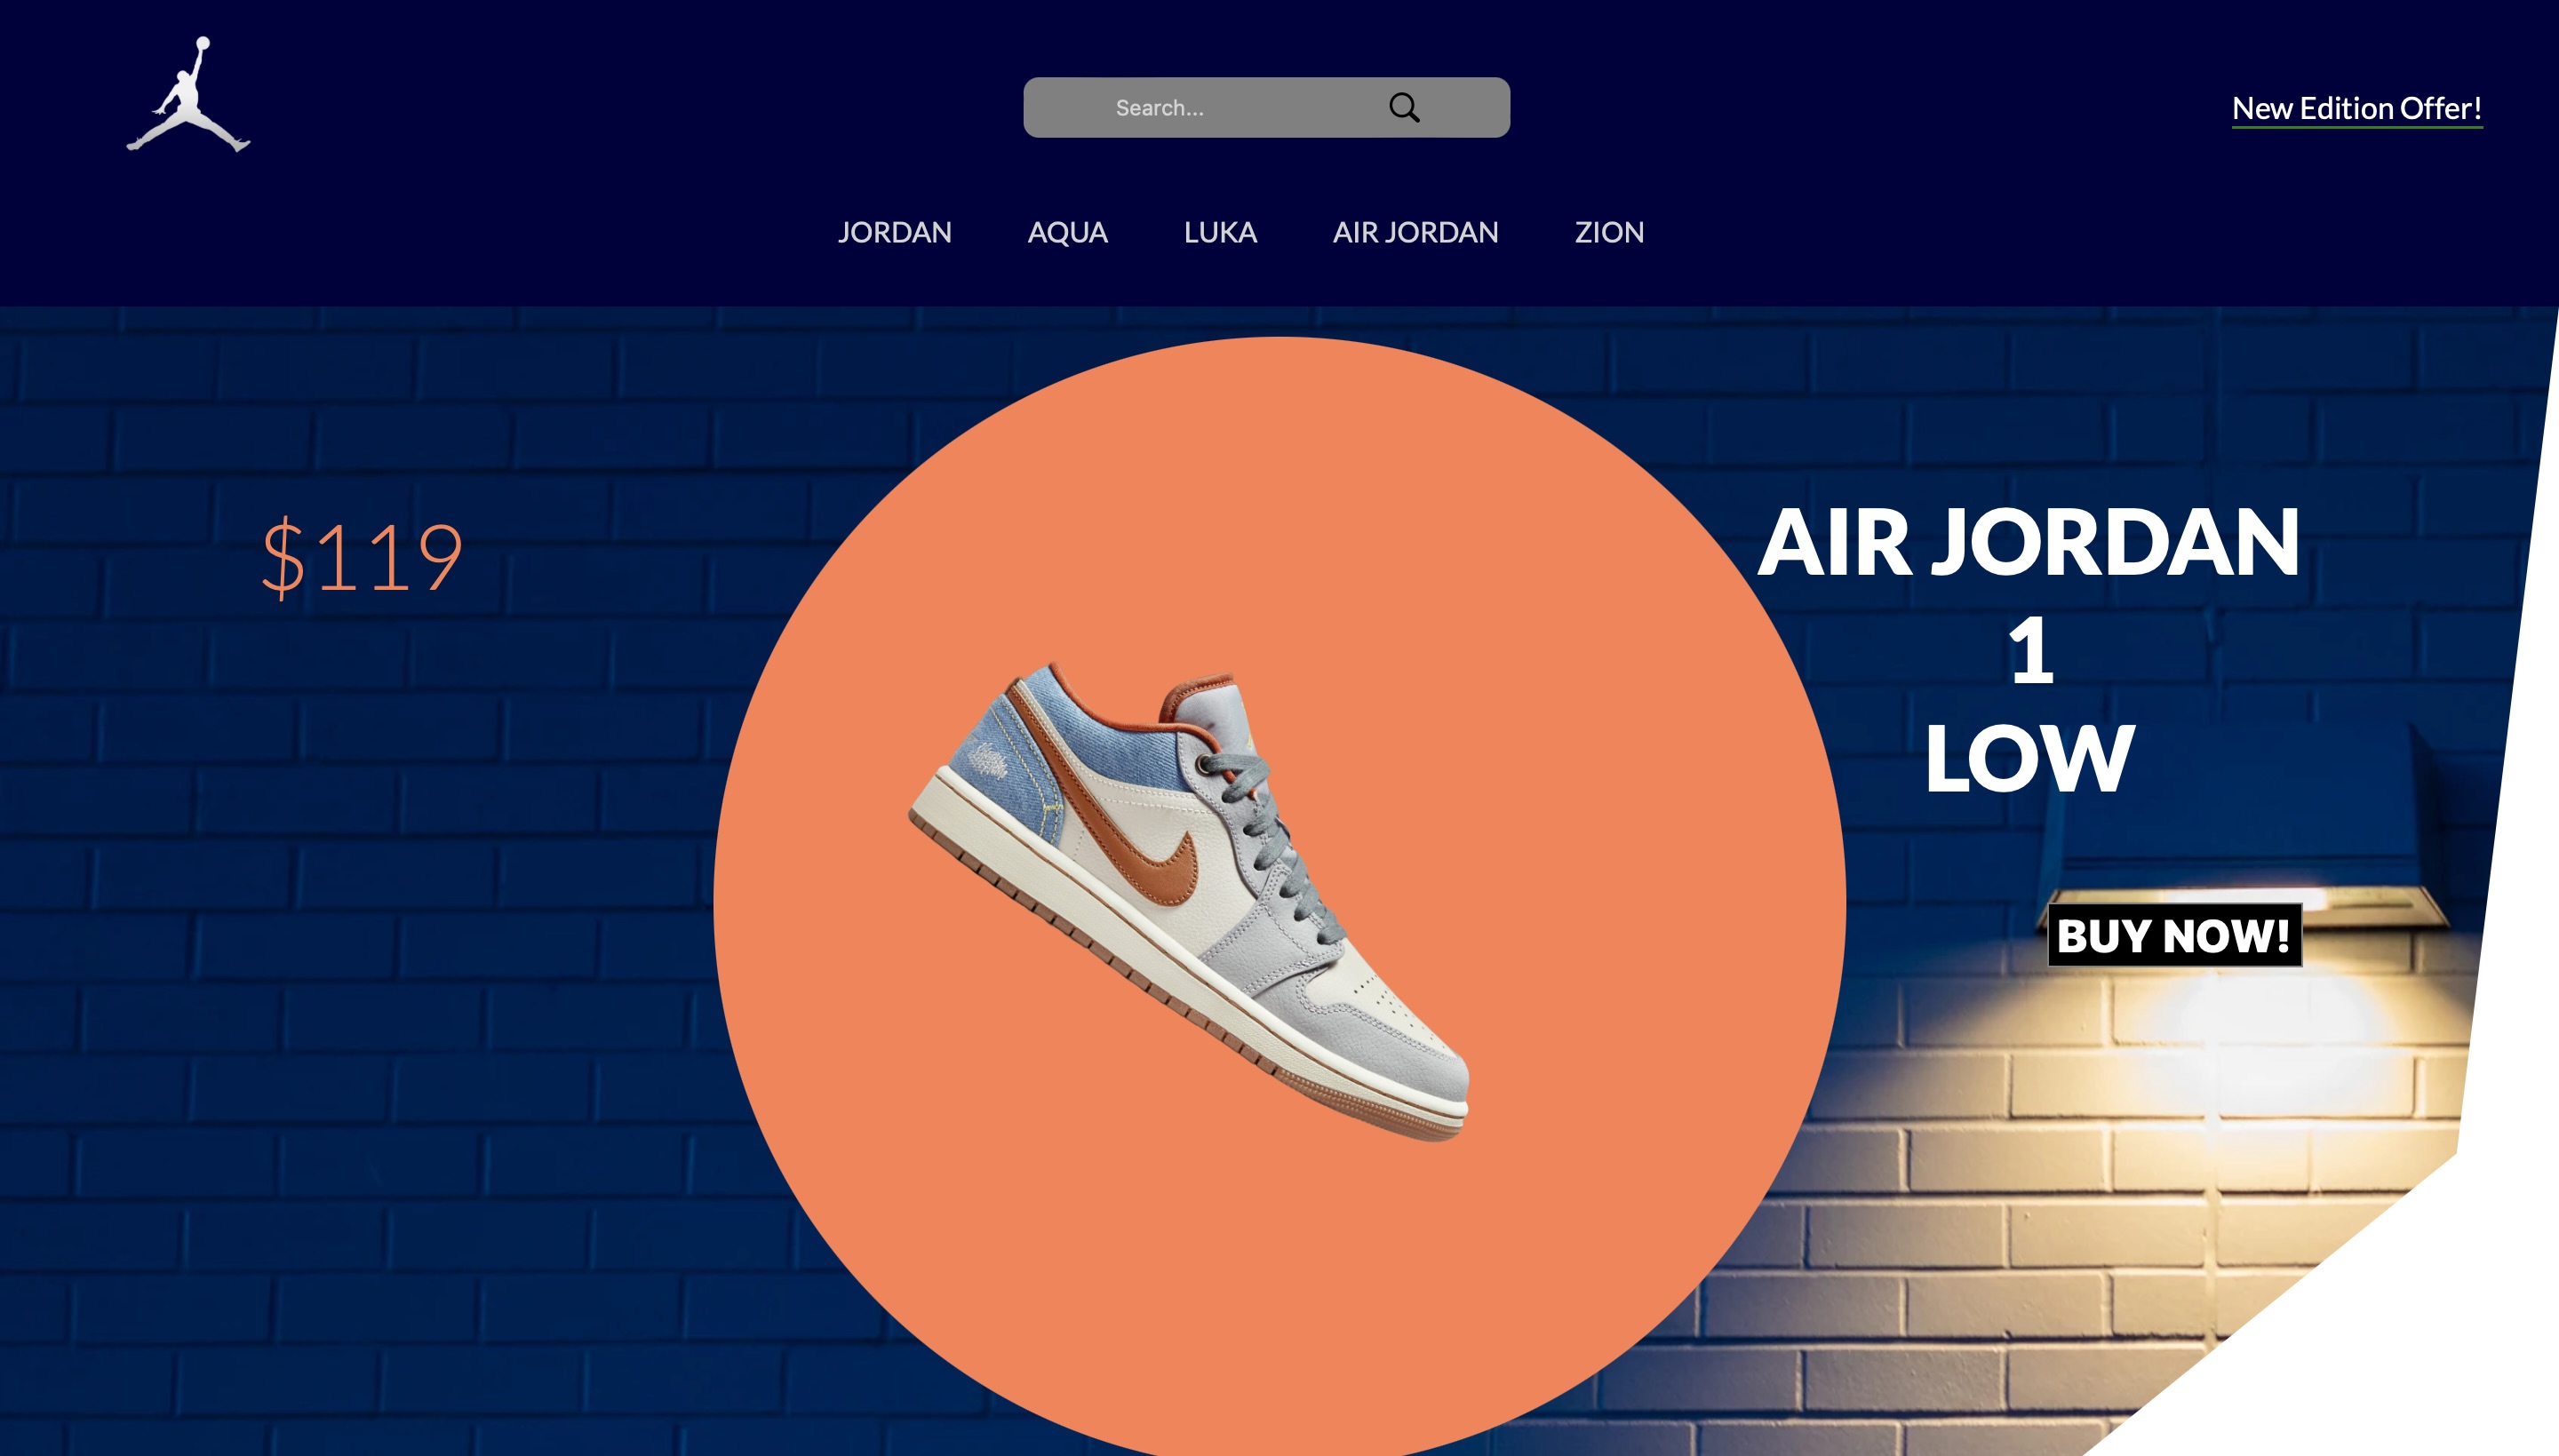 Search...
New Edition Offer!
JORDAN
AQUA
LUKA
AIR JORDAN
ZION
$119
AIR JORDAN
1
LOW
BUY NOW!